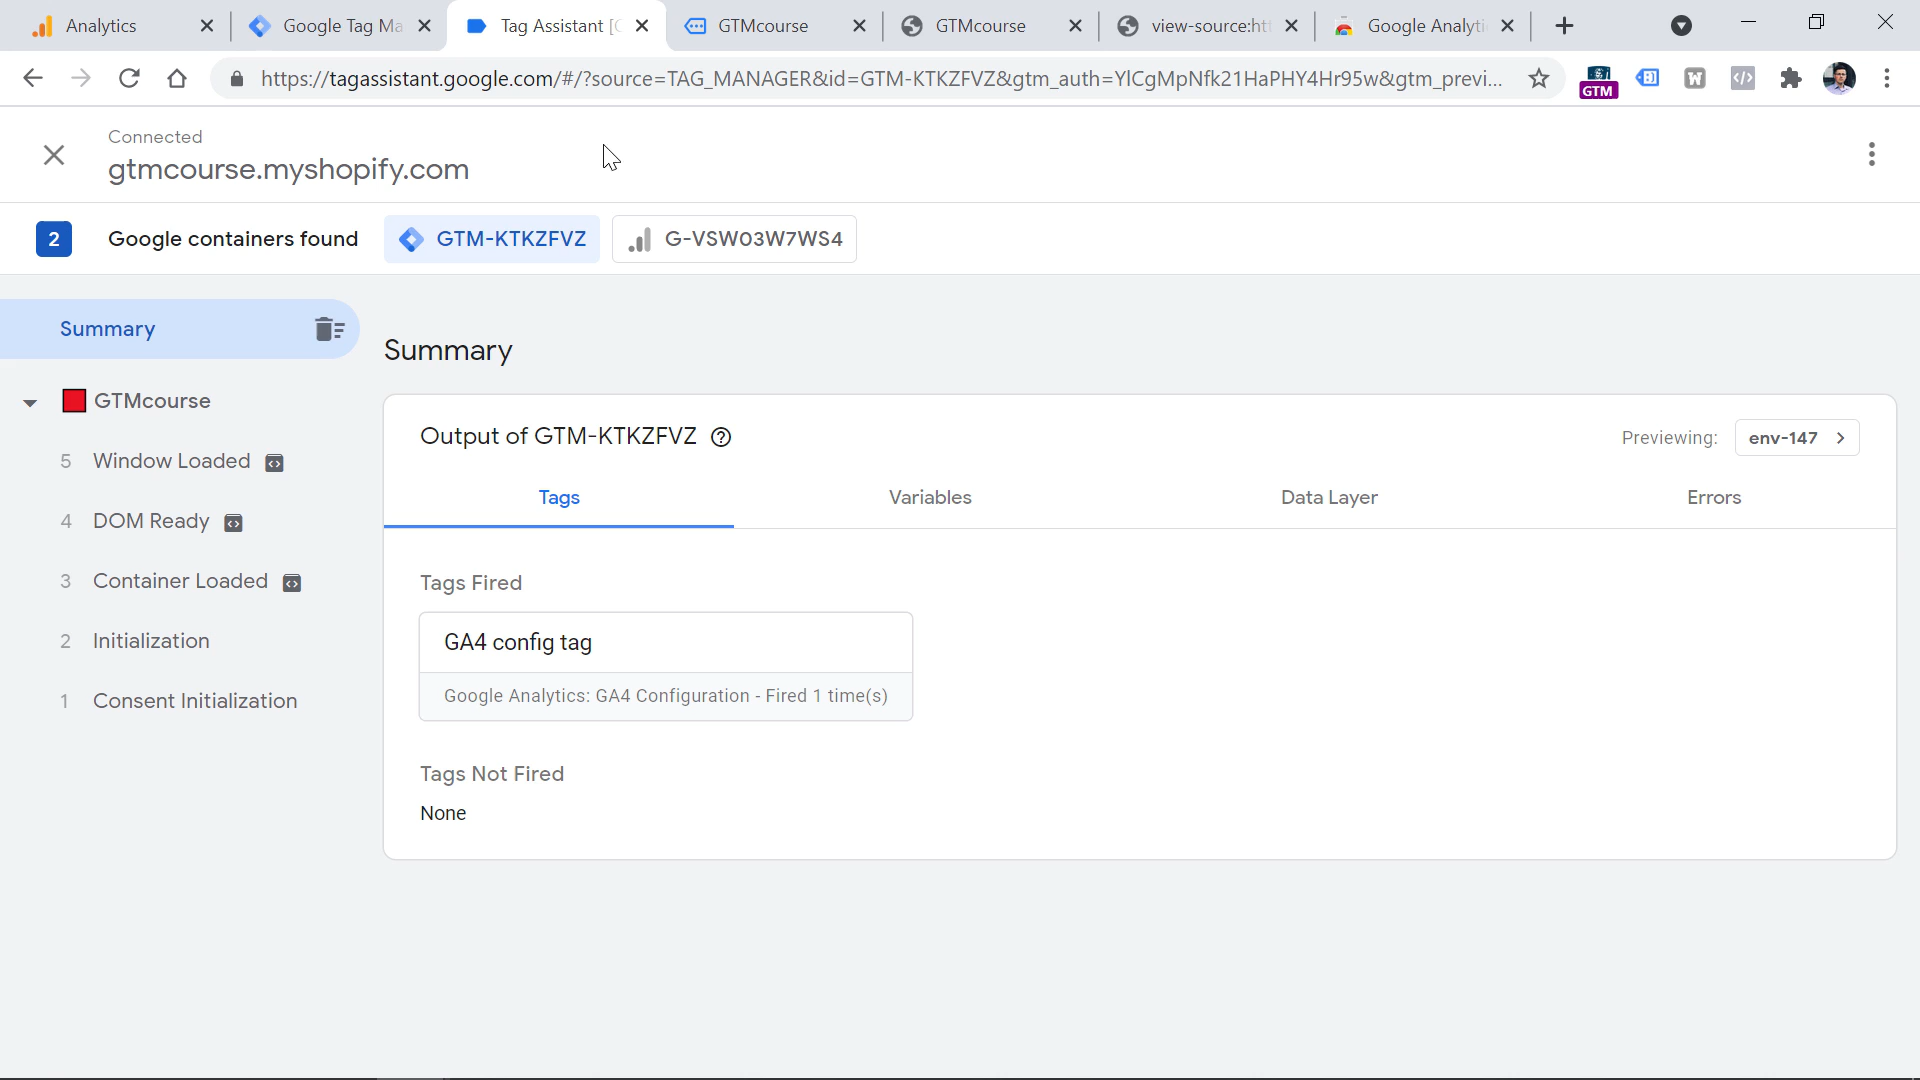 Analytics
Google Tag Ma
Tag Assistant [C
GTMcourse
GTMcourse
view-source:ht
Google Analyti
https://tagassistant.google.com/#/?source=TAG_MANAGER&id=GTM-KTKZFVZ&gtm_auth=YlCgMpNfk21HaPHY4Hr95w&gtm_previ...
GTM
W
Connected
gtmcourse.myshopify.com
2 Google containers found GTM-KTKZFVZ G-VSW03W7WS4
Summary
GTMcourse
5 Window Loaded
4 DOM Ready
3 Container Loaded
2 Initialization
1 Consent Initialization
Summary
Output of GTM-KTKZFVZ
Previewing: env-147
Tags Variables Data Layer Errors
Tags Fired
GA4 config tag
Google Analytics: GA4 Configuration - Fired 1 time(s)
Tags Not Fired
None